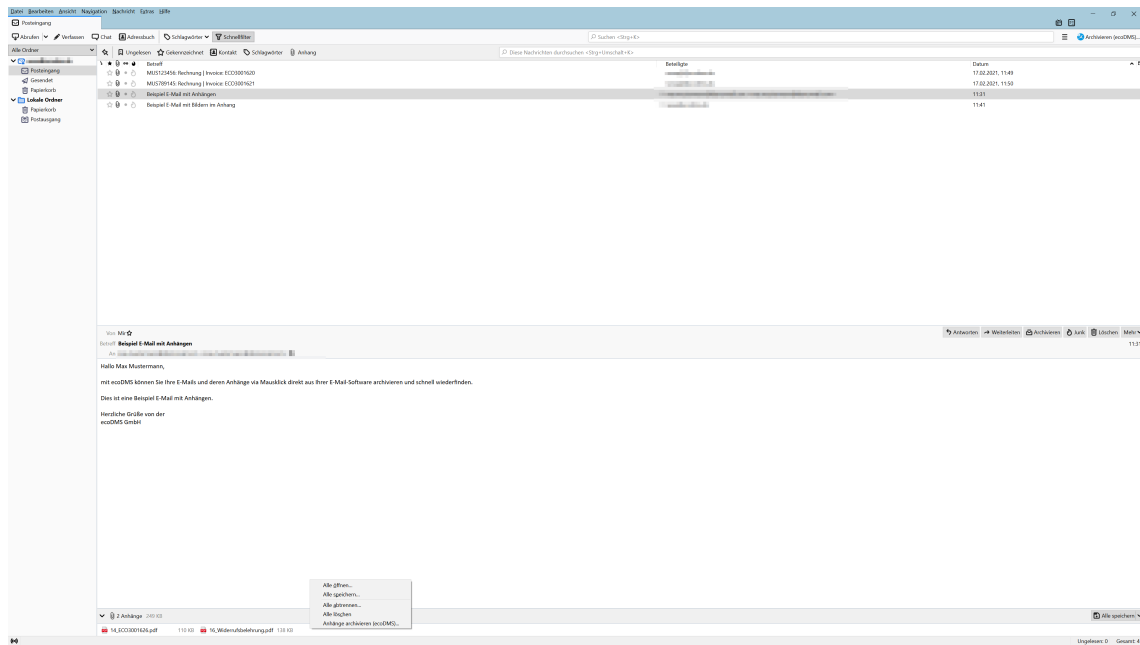 Datei Bearbeiten Ansicht Navigation Nachricht Extras Hilfe
Posteingang
Abrufen Verfassen Chat Adressbuch Schlagwörter Schnellfilter Suchen <Strg+K> Archivieren (ecoDMS)...
Alle Ordner
Ungelesen Gekennzeichnet Kontakt Schlagwörter Anhang Diese Nachrichten durchsuchen <Strg+Umschalt+K>
Betreff Beteiligte Datum
MUS123456: Rechnung | Invoice: ECO3001620 17.02.2021, 11:49
MUS789145: Rechnung | Invoice: ECO3001621 17.02.2021, 11:50
Beispiel E-Mail mit Anhängen 11:31
Beispiel E-Mail mit Bildern im Anhang 11:41
Posteingang
Gesendet
Papierkorb
Lokale Ordner
Papierkorb
Postausgang
Von Mir Antworten Weiterleiten Archivieren Junk Löschen Mehr
Betreff Beispiel E-Mail mit Anhängen 11:31
An
Hallo Max Mustermann,
mit ecoDMS können Sie Ihre E-Mails und deren Anhänge via Mausklick direkt aus Ihrer E-Mail-Software archivieren und schnell wiederfinden.
Dies ist eine Beispiel E-Mail mit Anhängen.
Herzliche Grüße von der
ecoDMS GmbH
Alle öffnen...
Alle speichern...
Alle abtrennen...
Alle löschen
Anhänge archivieren (ecoDMS)...
2 Anhänge 249 KB Alle speichern
14_ECO3001626.pdf 110 KB 16_Widerrufsbelehrung.pdf 138 KB
Ungelesen: 0 Gesamt: 4